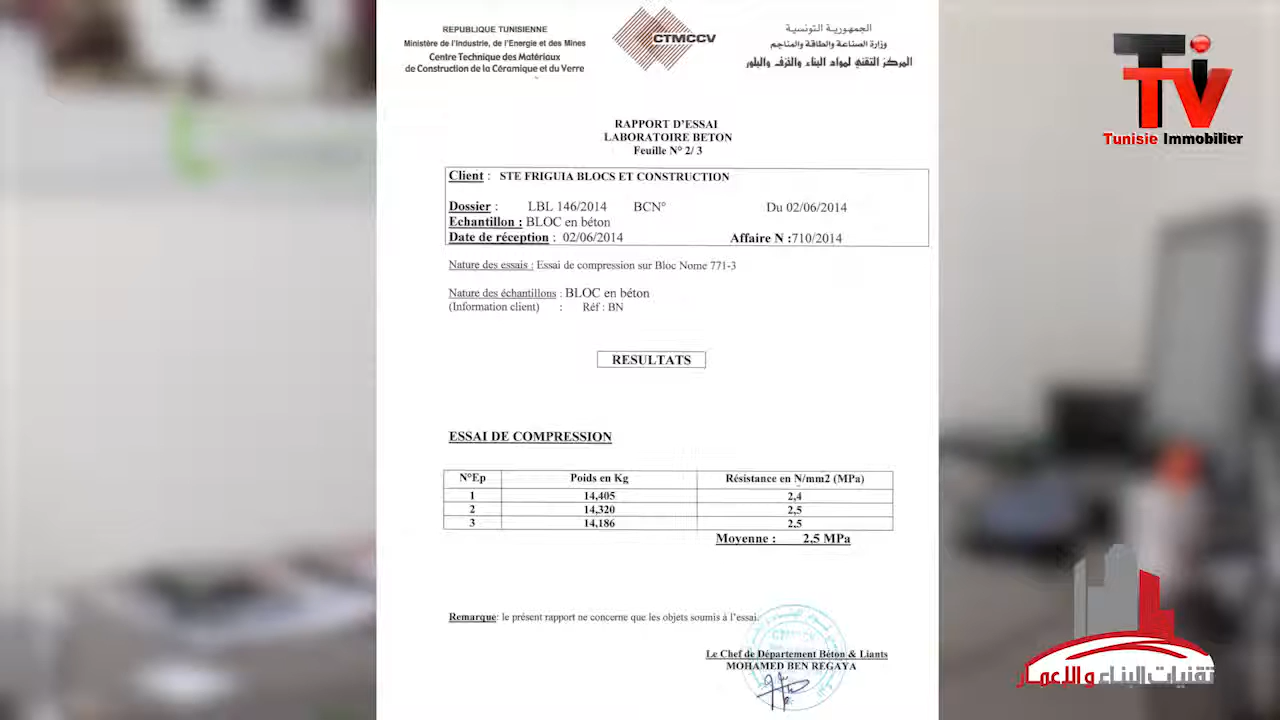 REPUBLIQUE TUNISIENNE
Ministère de l'Industrie, de l'Energie et des Mines
Centre Technique des Matériaux
de Construction de la Céramique et du Verre
CTMCCV
الجمهورية التونسية
وزارة الصناعة والطاقة والمناجم
المركز التقني لمواد البناء والخزف والبلور
TiV
Tunisie Immobilier
RAPPORT D'ESSAI
LABORATOIRE BETON
Feuille N° 2/ 3
Client : STE FRIGUIA BLOCS ET CONSTRUCTION
Dossier : LBL 146/2014 BCN° Du 02/06/2014
Echantillon : BLOC en béton
Date de réception : 02/06/2014 Affaire N :710/2014
Nature des essais : Essai de compression sur Bloc Nome 771-3
Nature des échantillons : BLOC en béton
(Information client) : Réf : BN
RESULTATS
ESSAI DE COMPRESSION
N°Ep Poids en Kg Résistance en N/mm2 (MPa)
1 14,405 2,4
2 14,320 2,5
3 14,186 2,5
Moyenne : 2,5 MPa
Remarque: le présent rapport ne concerne que les objets soumis à l'essai.
CTMCCV
Le Chef de Département Béton & Liants
MOHAMED BEN REGAYA
تقنيات البناء و الإعمار